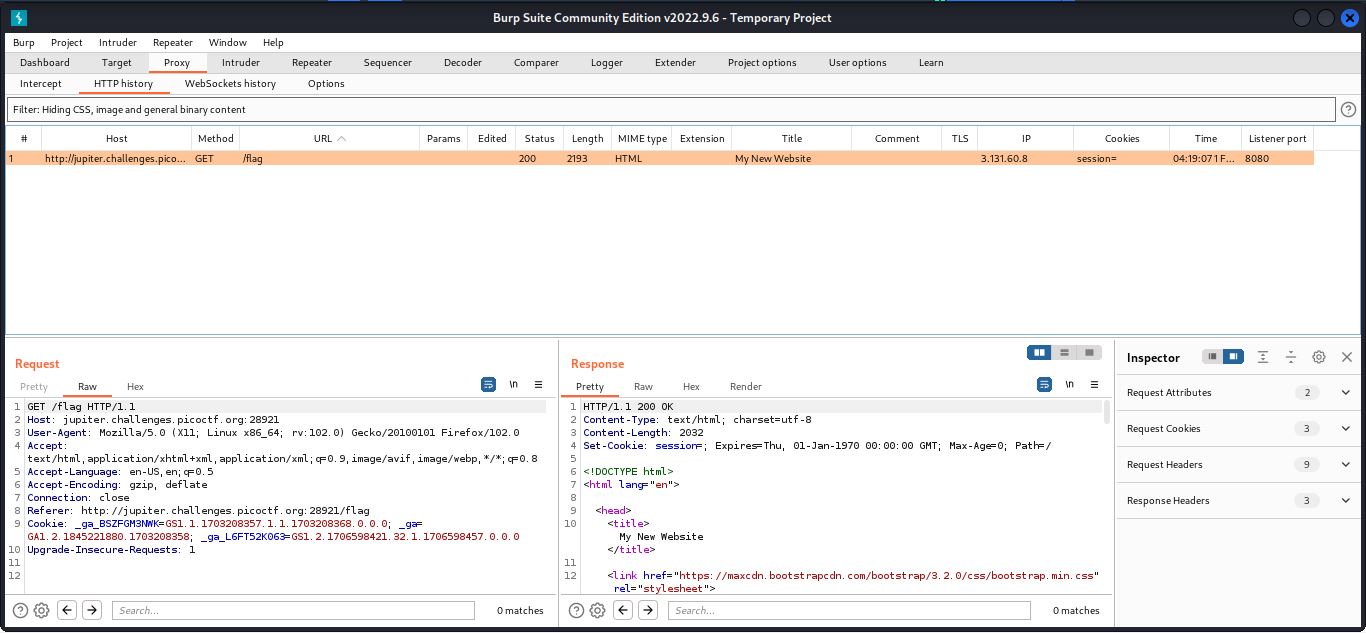 Burp Suite Community Edition v2022.9.6 - Temporary Project
Burp Project Intruder Repeater Window Help
Dashboard Target Proxy Intruder Repeater Sequencer Decoder Comparer Logger Extender Project options User options Learn
Intercept HTTP history WebSockets history Options
Filter: Hiding CSS, image and general binary content
# Host Method URL Params Edited Status Length MIME type Extension Title Comment TLS IP Cookies Time Listener port
1 http://jupiter.challenges.pico... GET /flag 200 2193 HTML My New Website 3.131.60.8 session= 04:19:07 1 F... 8080
Request
Pretty Raw Hex \n
1 GET /flag HTTP/1.1
2 Host: jupiter.challenges.picoctf.org:28921
3 User-Agent: Mozilla/5.0 (X11; Linux x86_64; rv:102.0) Gecko/20100101 Firefox/102.0
4 Accept:
text/html,application/xhtml+xml,application/xml;q=0.9,image/avif,image/webp,*/*;q=0.8
5 Accept-Language: en-US,en;q=0.5
6 Accept-Encoding: gzip, deflate
7 Connection: close
8 Referer: http://jupiter.challenges.picoctf.org:28921/flag
9 Cookie: _ga_BSZFGM3NWK=GS1.1.1703208357.1.1.1703208368.0.0.0; _ga=
GA1.2.1845221880.1703208358; _ga_L6FT52K063=GS1.2.1706598421.32.1.1706598457.0.0.0
10 Upgrade-Insecure-Requests: 1
11
12
Search... 0 matches
Response
Pretty Raw Hex Render \n
1 HTTP/1.1 200 OK
2 Content-Type: text/html; charset=utf-8
3 Content-Length: 2032
4 Set-Cookie: session=; Expires=Thu, 01-Jan-1970 00:00:00 GMT; Max-Age=0; Path=/
5
6 <!DOCTYPE html>
7 <html lang="en">
8
9 <head>
10 <title>
My New Website
</title>
11
12 <link href="https://maxcdn.bootstrapcdn.com/bootstrap/3.2.0/css/bootstrap.min.css"
rel="stylesheet">
Search... 0 matches
Inspector
Request Attributes 2
Request Cookies 3
Request Headers 9
Response Headers 3